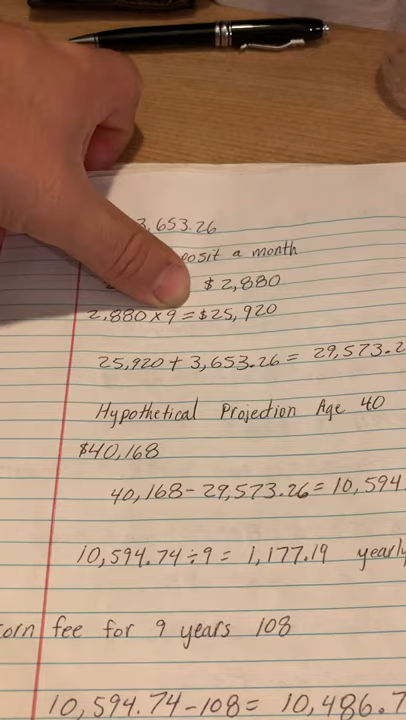 3,653.26
posit a month
$2,880
2,880×9=$25,920
25,920+3,653.26= 29,573.2
Hypothetical Projection Age 40
$40,168
40,168-29,573.26=10,594.
10,594.74÷9= 1,177.19 yearly
corn fee for 9 years 108
10,594.74-108= 10,486.7